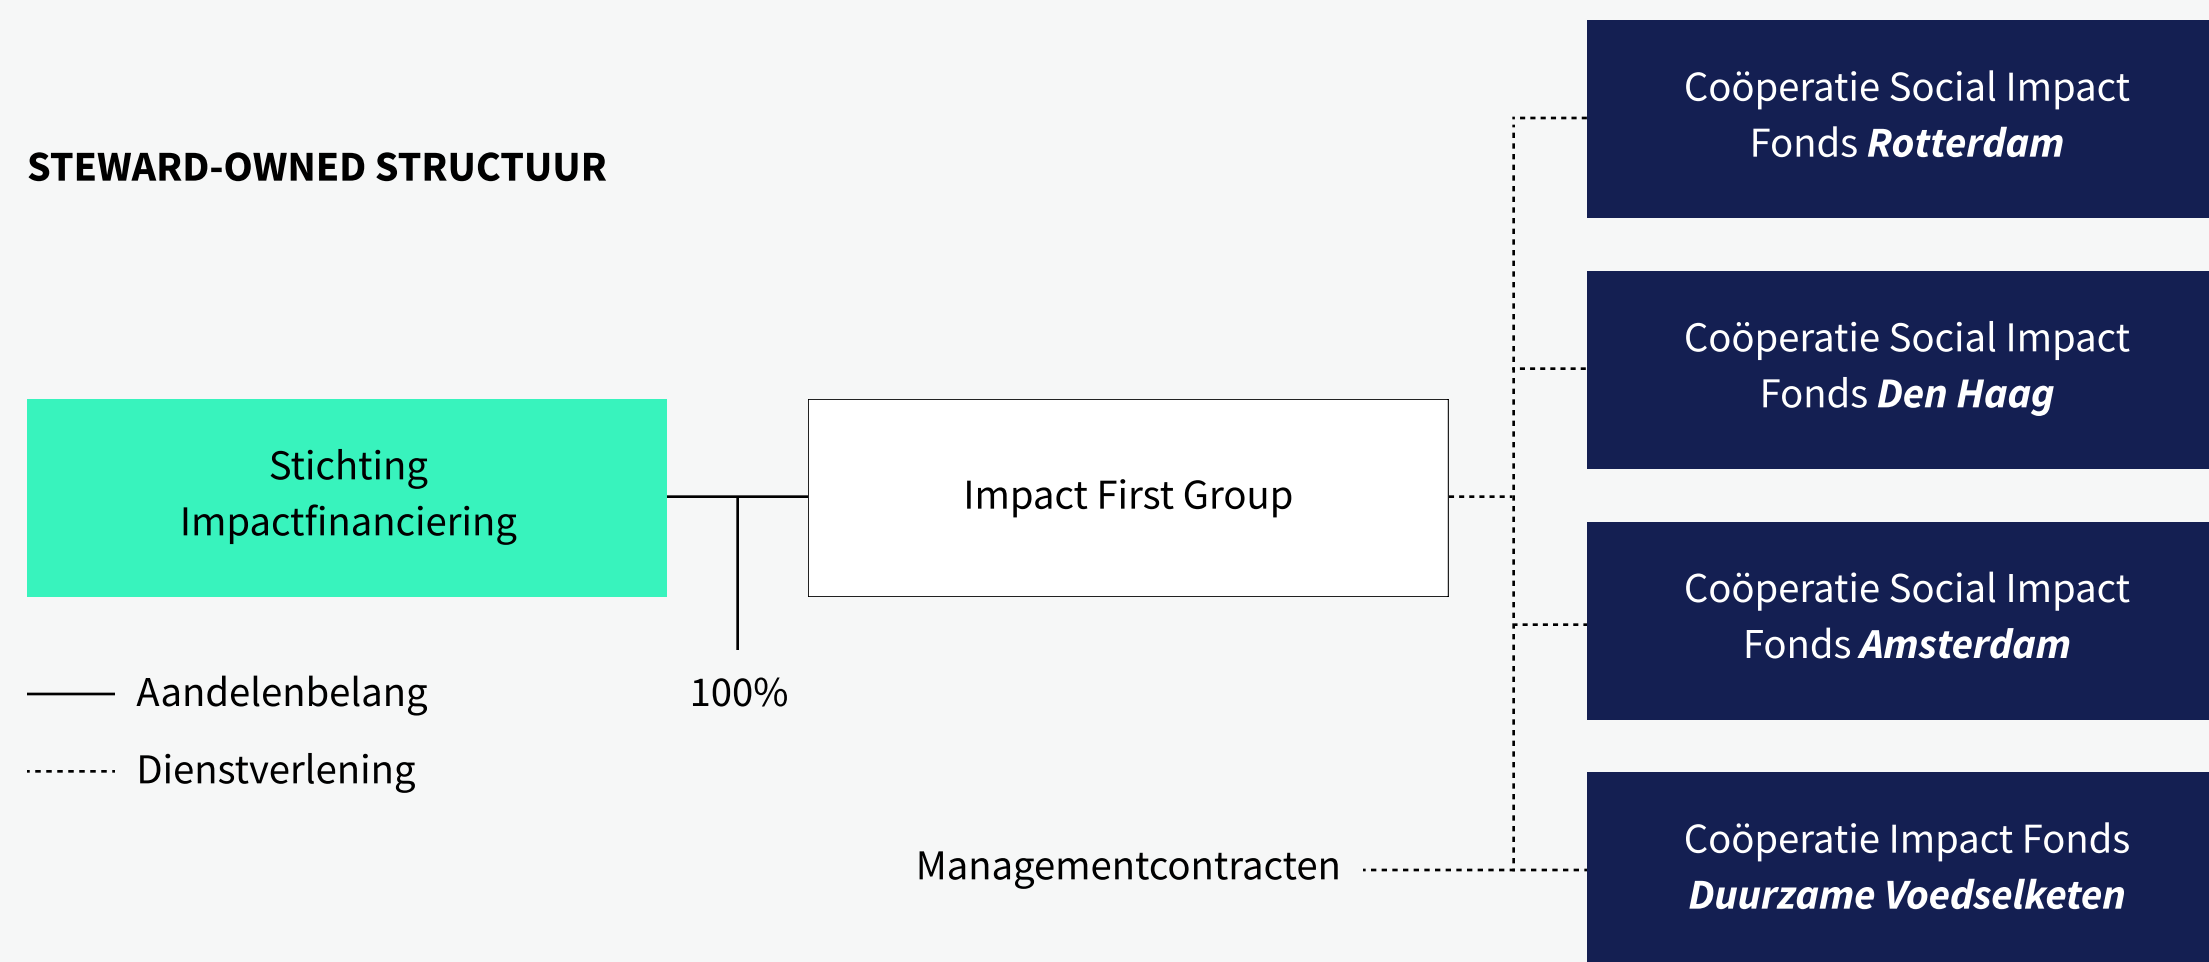 STEWARD-OWNED STRUCTUUR
Stichting
Impactfinanciering
Impact First Group
100%
Aandelenbelang
Dienstverlening
Managementcontracten
Coöperatie Social Impact
Fonds Rotterdam
Coöperatie Social Impact
Fonds Den Haag
Coöperatie Social Impact
Fonds Amsterdam
Coöperatie Impact Fonds
Duurzame Voedselketen